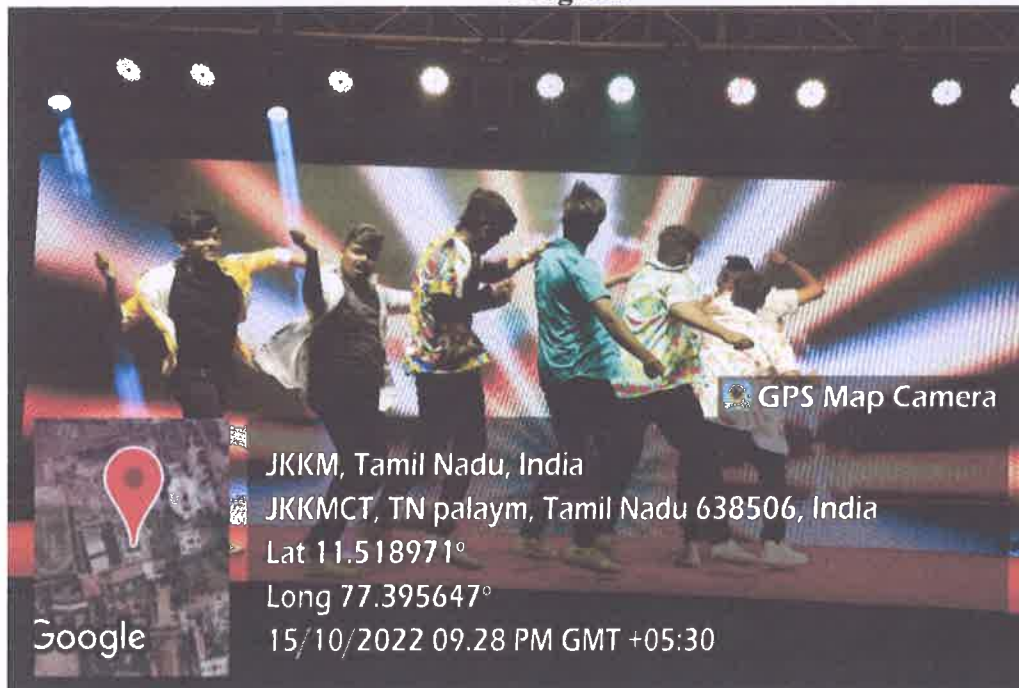 GPS Map Camera
JKKM, Tamil Nadu, India
JKKMCT, TN palaym, Tamil Nadu 638506, India
Lat 11.518971°
Long 77.395647°
15/10/2022 09.28 PM GMT +05:30
Google